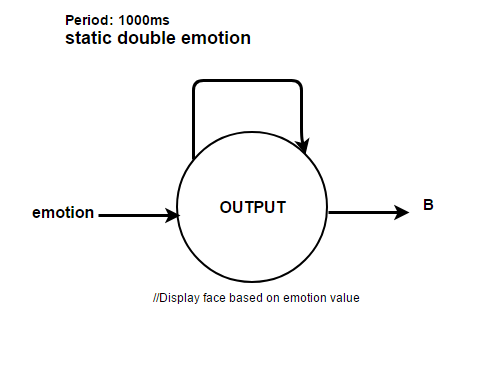 Period: 1000ms
static double emotion
OUTPUT
emotion
B
//Display face based on emotion value